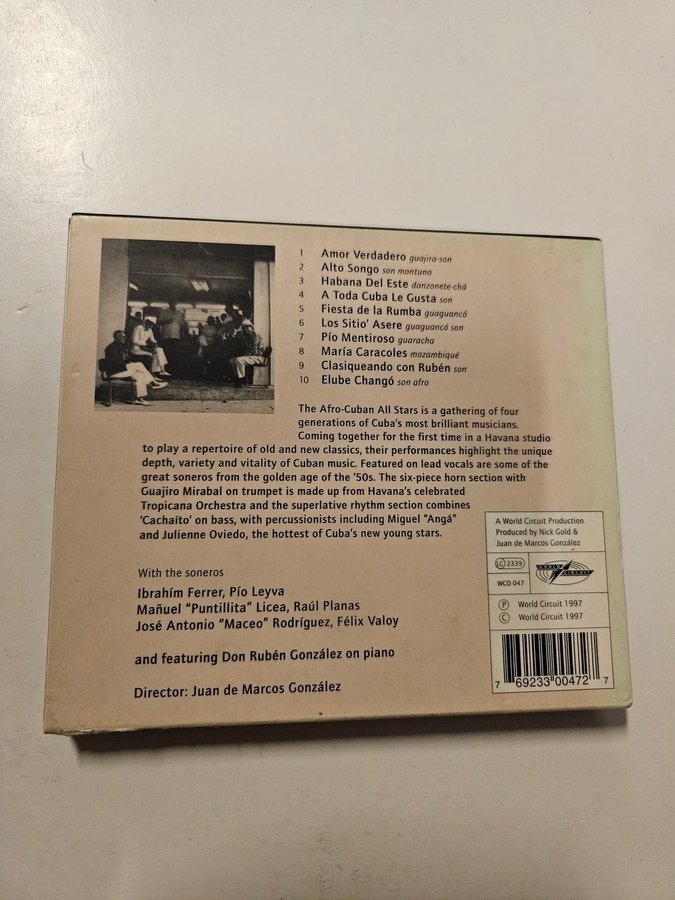 1 Amor Verdadero guajira-son
2 Alto Songo son montuno
3 Habana Del Este danzonete-chá
4 A Toda Cuba Le Gusta son
5 Fiesta de la Rumba guaguancó
6 Los Sitio' Asere guaguancó son
7 Pío Mentiroso guaracha
8 María Caracoles mozambiqué
9 Clasiqueando con Rubén son
10 Elube Changó son afro
The Afro-Cuban All Stars is a gathering of four
generations of Cuba's most brilliant musicians.
Coming together for the first time in a Havana studio
to play a repertoire of old and new classics, their performances highlight the unique
depth, variety and vitality of Cuban music. Featured on lead vocals are some of the
great soneros from the golden age of the '50s. The six-piece horn section with
Guajiro Mirabal on trumpet is made up from Havana's celebrated
Tropicana Orchestra and the superlative rhythm section combines
'Cachaíto' on bass, with percussionists including Miguel "Angá"
and Julienne Oviedo, the hottest of Cuba's new young stars.
With the soneros
Ibrahím Ferrer, Pío Leyva
Mañuel "Puntillita" Licea, Raúl Planas
José Antonio "Maceo" Rodríguez, Félix Valoy
and featuring Don Rubén González on piano
Director: Juan de Marcos González
A World Circuit Production
Produced by Nick Gold &
Juan de Marcos González
LC 2339
WCD 047
WORLD CIRCUIT
Ⓟ World Circuit 1997
© World Circuit 1997
7 69233 00472 7